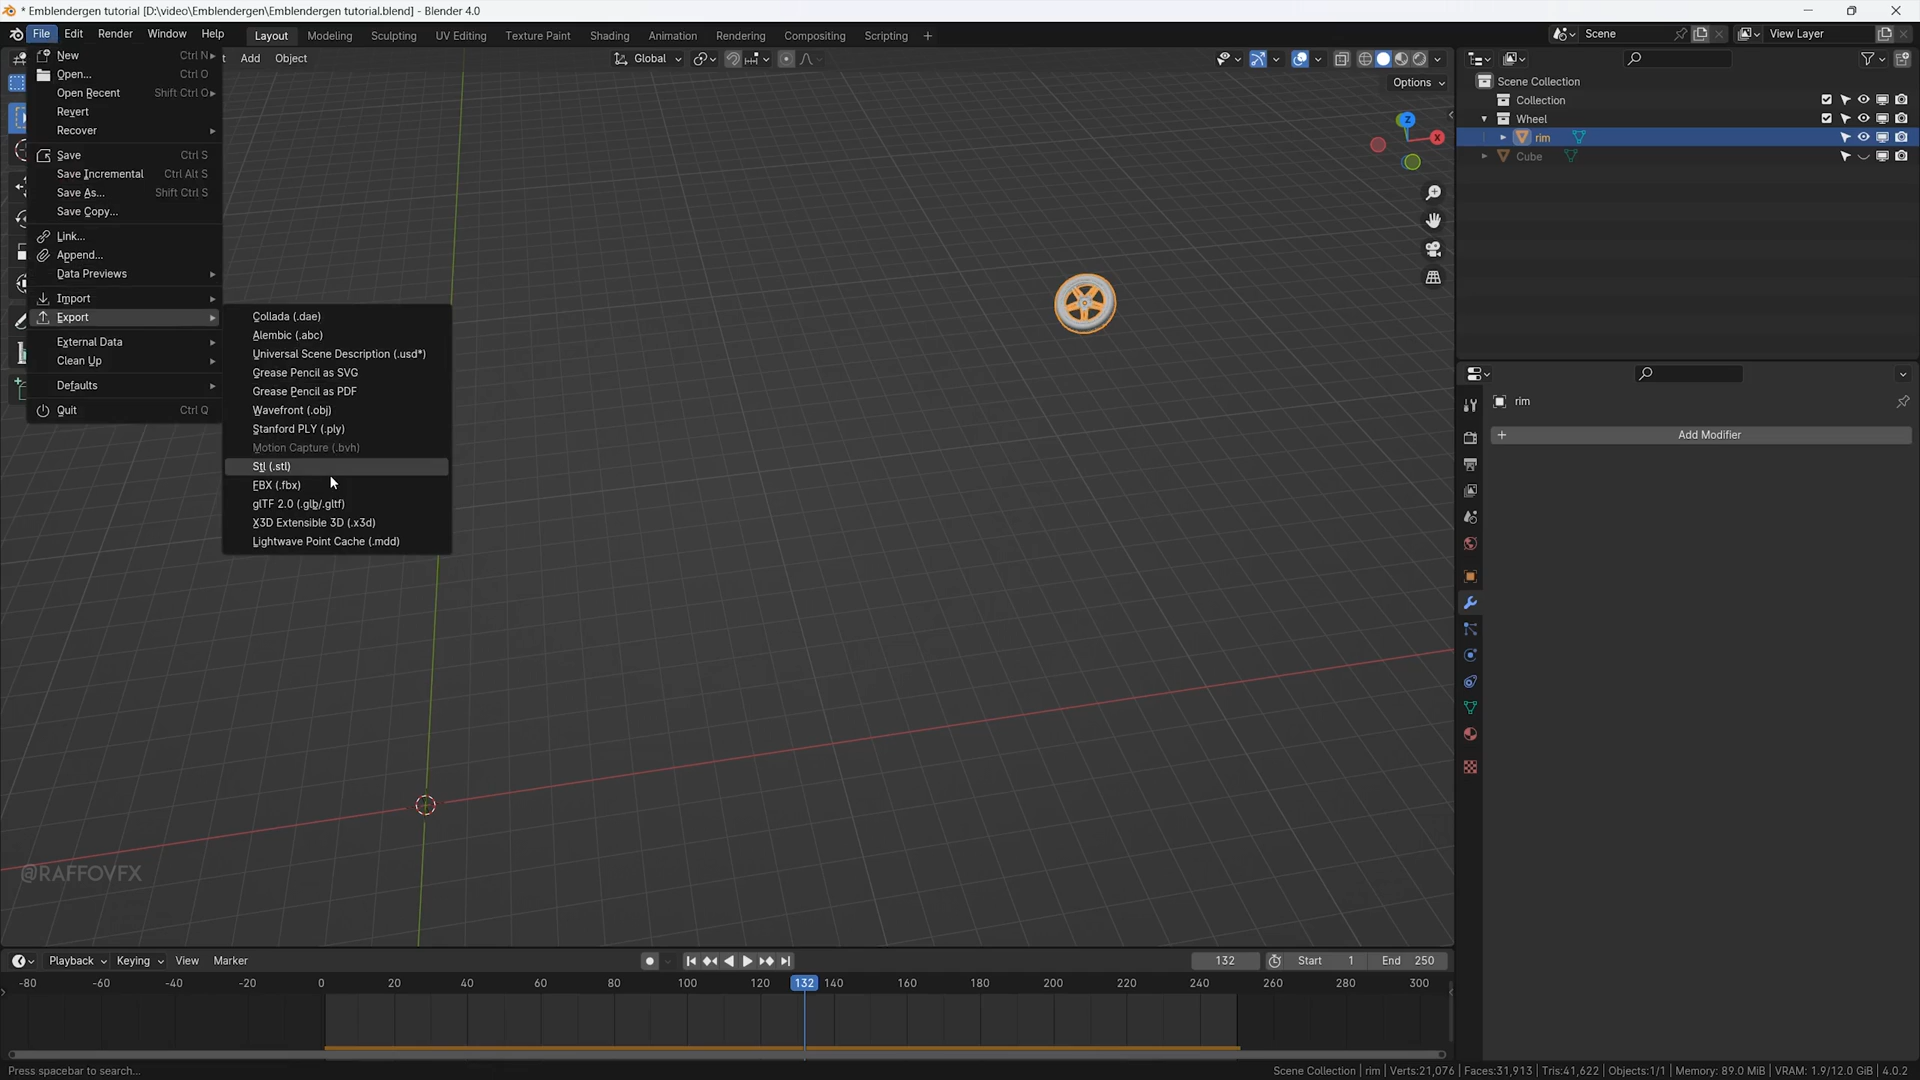 * Emblendergen tutorial [D:\video\Emblendergen\Emblendergen tutorial.blend] - Blender 4.0
File Edit Render Window Help Layout Modeling Sculpting UV Editing Texture Paint Shading Animation Rendering Compositing Scripting + Scene View Layer
t Add Object Global
Options
New Ctrl N
Open... Ctrl O
Open Recent Shift Ctrl O
Revert
Recover
Save Ctrl S
Save Incremental Ctrl Alt S
Save As... Shift Ctrl S
Save Copy...
Link...
Append...
Data Previews
Import
Export
External Data
Clean Up
Defaults
Quit Ctrl Q
Collada (.dae)
Alembic (.abc)
Universal Scene Description (.usd*)
Grease Pencil as SVG
Grease Pencil as PDF
Wavefront (.obj)
Stanford PLY (.ply)
Motion Capture (.bvh)
Stl (.stl)
FBX (.fbx)
glTF 2.0 (.glb/.gltf)
X3D Extensible 3D (.x3d)
Lightwave Point Cache (.mdd)
Z
X
Scene Collection
Collection
Wheel
rim
Cube
rim
+ Add Modifier
@RAFFOVFX
Playback Keying View Marker 132 Start 1 End 250
-80 -60 -40 -20 0 20 40 60 80 100 120 132 140 160 180 200 220 240 260 280 300
Press spacebar to search...
Scene Collection | rim | Verts:21,076 | Faces:31,913 | Tris:41,622 | Objects:1/1 | Memory: 89.0 MiB | VRAM: 1.9/12.0 GiB | 4.0.2